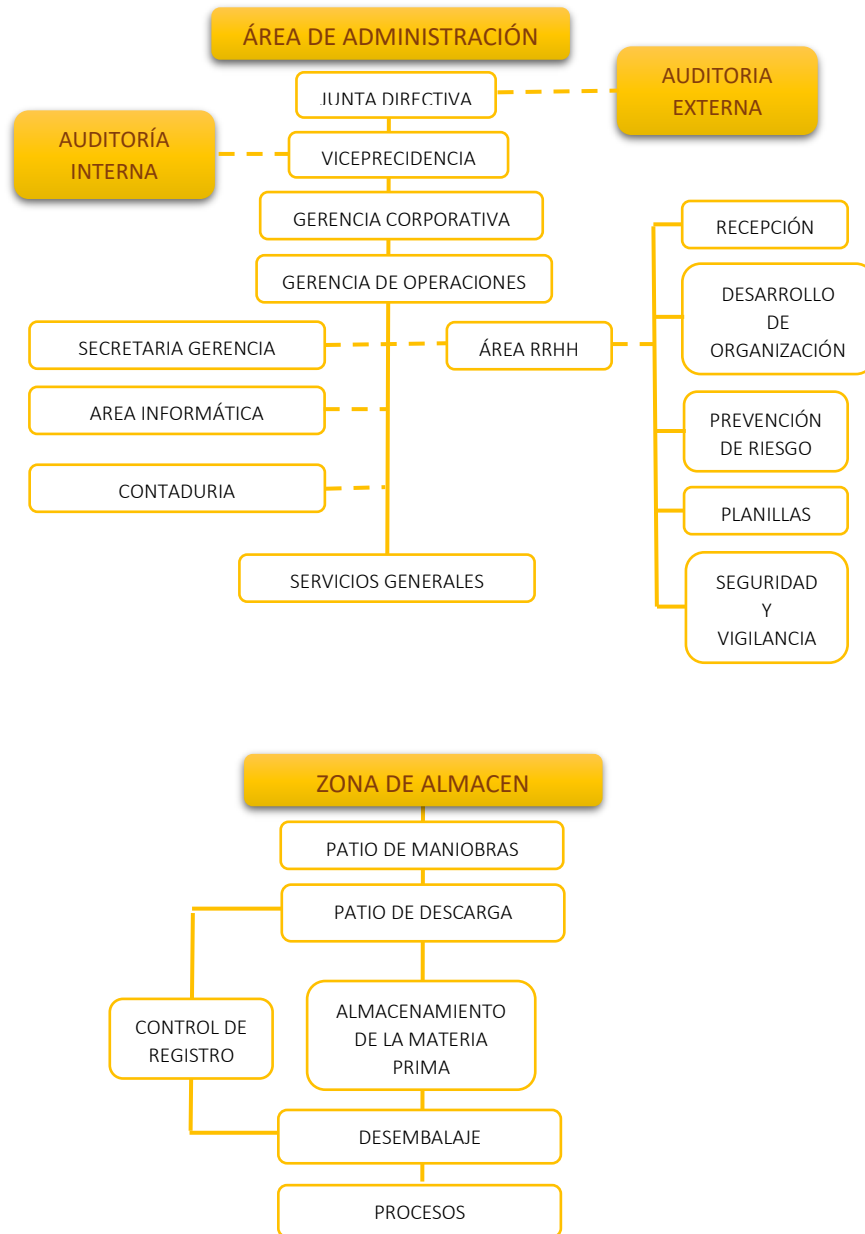 ÁREA DE ADMINISTRACIÓN
AUDITORIA
EXTERNA
JUNTA DIRECTIVA
AUDITORÍA
INTERNA
VICEPRECIDENCIA
GERENCIA CORPORATIVA
GERENCIA DE OPERACIONES
SECRETARIA GERENCIA
ÁREA RRHH
AREA INFORMÁTICA
CONTADURIA
SERVICIOS GENERALES
RECEPCIÓN
DESARROLLO
DE
ORGANIZACIÓN
PREVENCIÓN
DE RIESGO
PLANILLAS
SEGURIDAD
Y
VIGILANCIA
ZONA DE ALMACEN
PATIO DE MANIOBRAS
PATIO DE DESCARGA
CONTROL DE
REGISTRO
ALMACENAMIENTO
DE LA MATERIA
PRIMA
DESEMBALAJE
PROCESOS